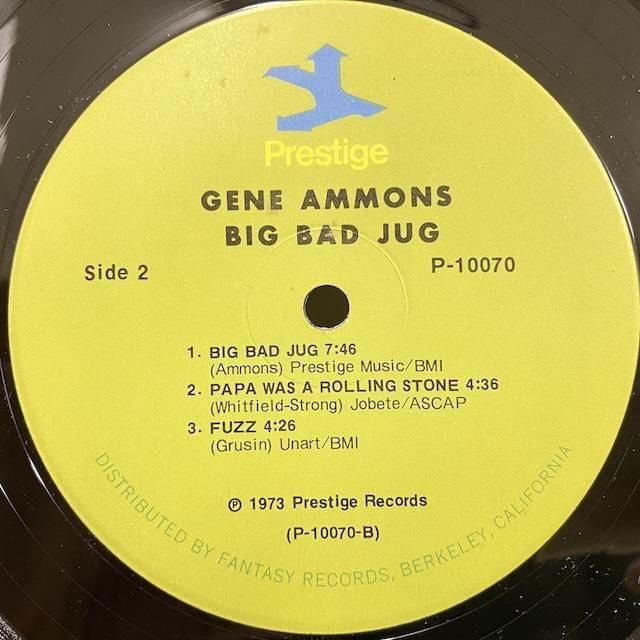 Prestige
GENE AMMONS
BIG BAD JUG
Side 2
P-10070
1. BIG BAD JUG 7:46
(Ammons) Prestige Music/BMI
2. PAPA WAS A ROLLING STONE 4:36
(Whitfield-Strong) Jobete/ASCAP
3. FUZZ 4:26
(Grusin) Unart/BMI
℗ 1973 Prestige Records
(P-10070-B)
DISTRIBUTED BY FANTASY RECORDS, BERKELEY, CALIFORNIA